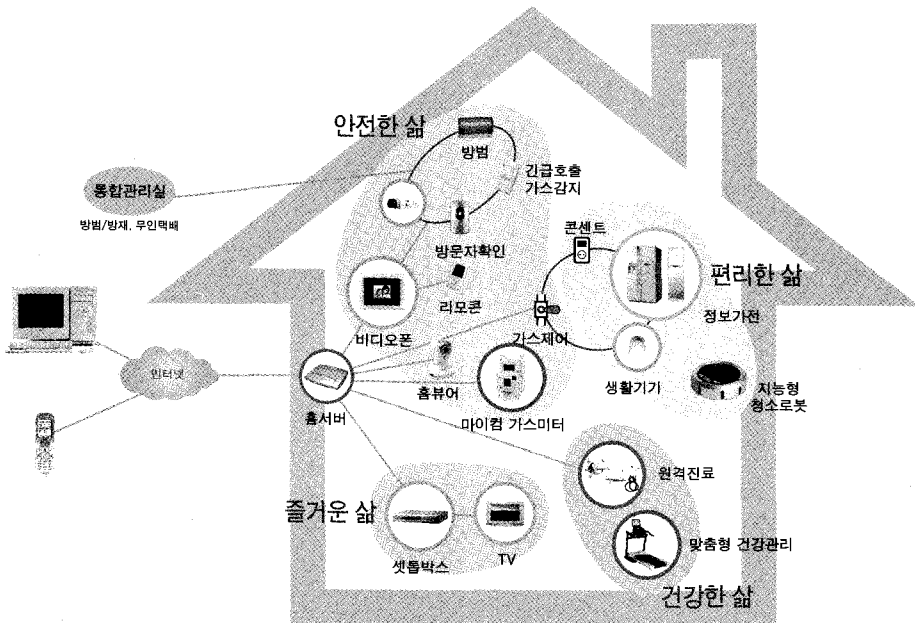 안전한 삶
방범
긴급호출
가스감지
통합관리실
방범/방재, 무인택배
방문자확인
콘센트
편리한 삶
리모콘
정보가전
비디오폰
가스제어
인터넷
생활기기
지능형
청소로봇
홈뷰어
홈서버
마이컴 가스미터
원격진료
즐거운 삶
셋톱박스
TV
맞춤형 건강관리
건강한 삶